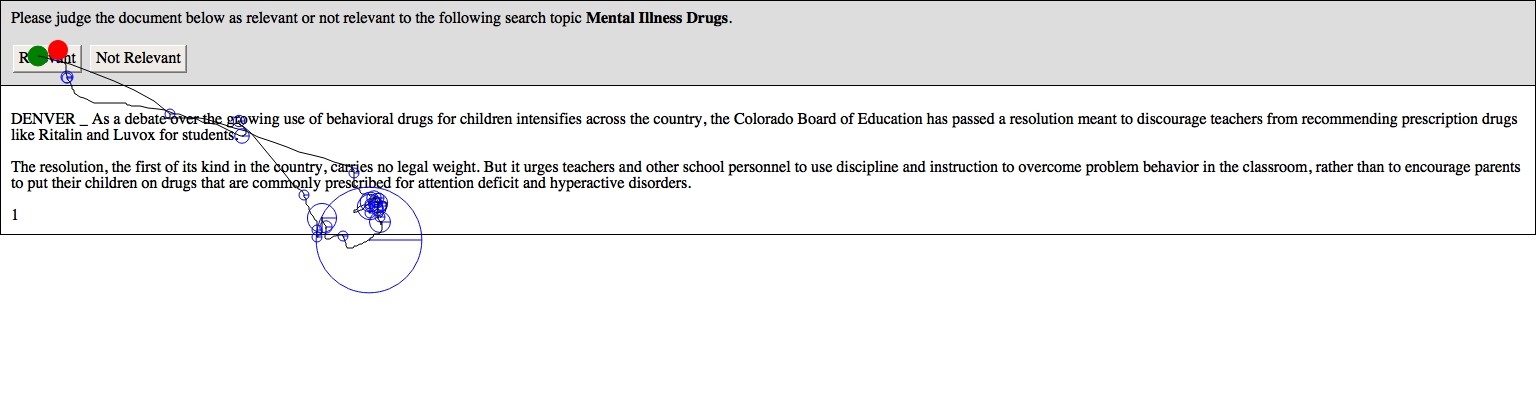 Please judge the document below as relevant or not relevant to the following search topic Mental Illness Drugs.
Not Relevant
DENVER _ As a debate over the growing use of behavioral drugs for children intensifies across the country, the Colorado Board of Education has passed a resolution meant to discourage teachers from recommending prescription drugs
like Ritalin and Luvox for students.
The resolution, the first of its kind in the country, carries no legal weight. But it urges teachers and other school personnel to use discipline and instruction to overcome problem behavior in the classroom, rather than to encourage parents
to put their children on drugs that are commonly prescribed for attention deficit and hyperactive disorders.
1